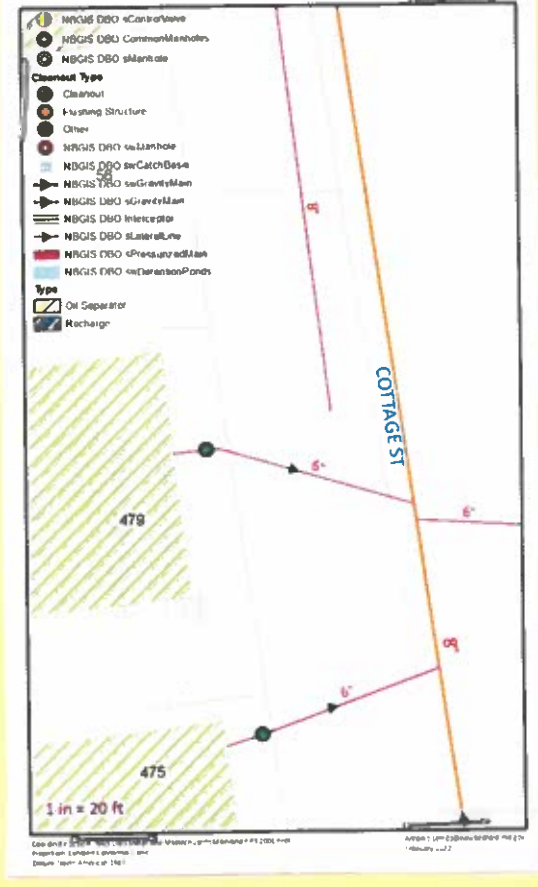 NBGIS DBO sControlValve
NBGIS DBO CommonManholes
NBGIS DBO sManhole
Cleanout Type
Cleanout
Flushing Structure
Other
NBGIS DBO swManhole
NBGIS DBO swCatchBasin
56
NBGIS DBO swGravityMain
NBGIS DBO sGravityMain
NBGIS DBO Interceptor
NBGIS DBO sLateralLine
NBGIS DBO sPressurizedMain
NBGIS DBO swDetentionPonds
Type
Oil Separator
Recharge
8"
COTTAGE ST
6"
6"
479
8"
6"
475
1 in = 20 ft